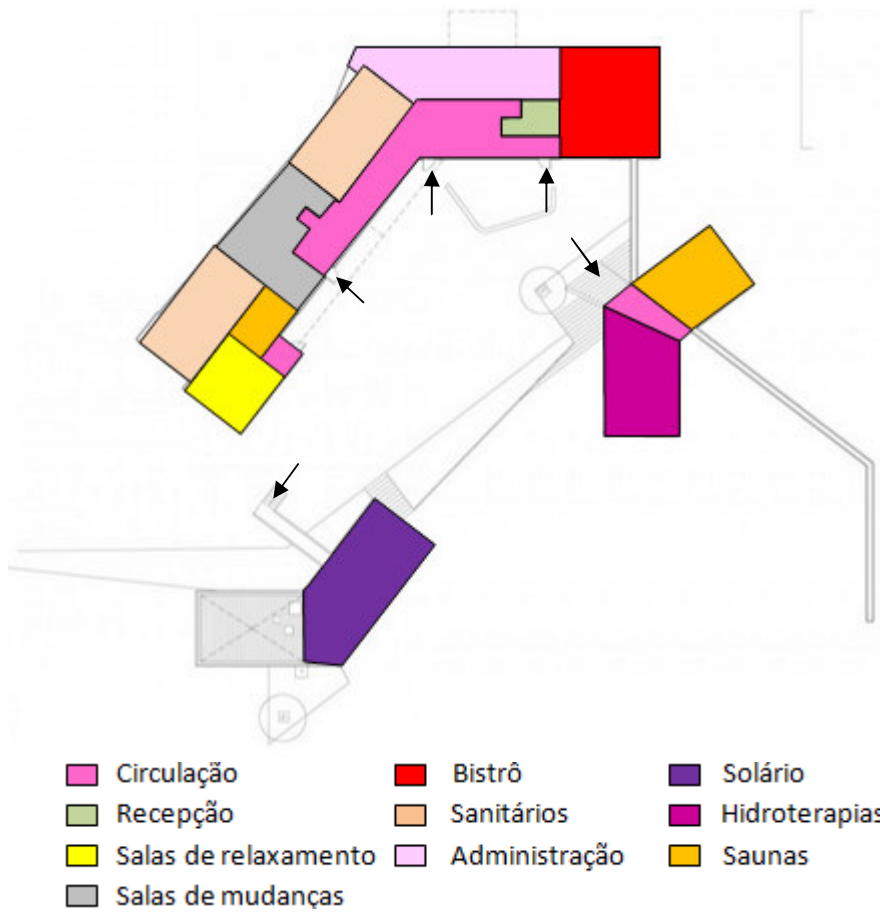 Circulação
Bistrô
Solário
Recepção
Sanitários
Hidroterapias
Salas de relaxamento
Administração
Saunas
Salas de mudanças